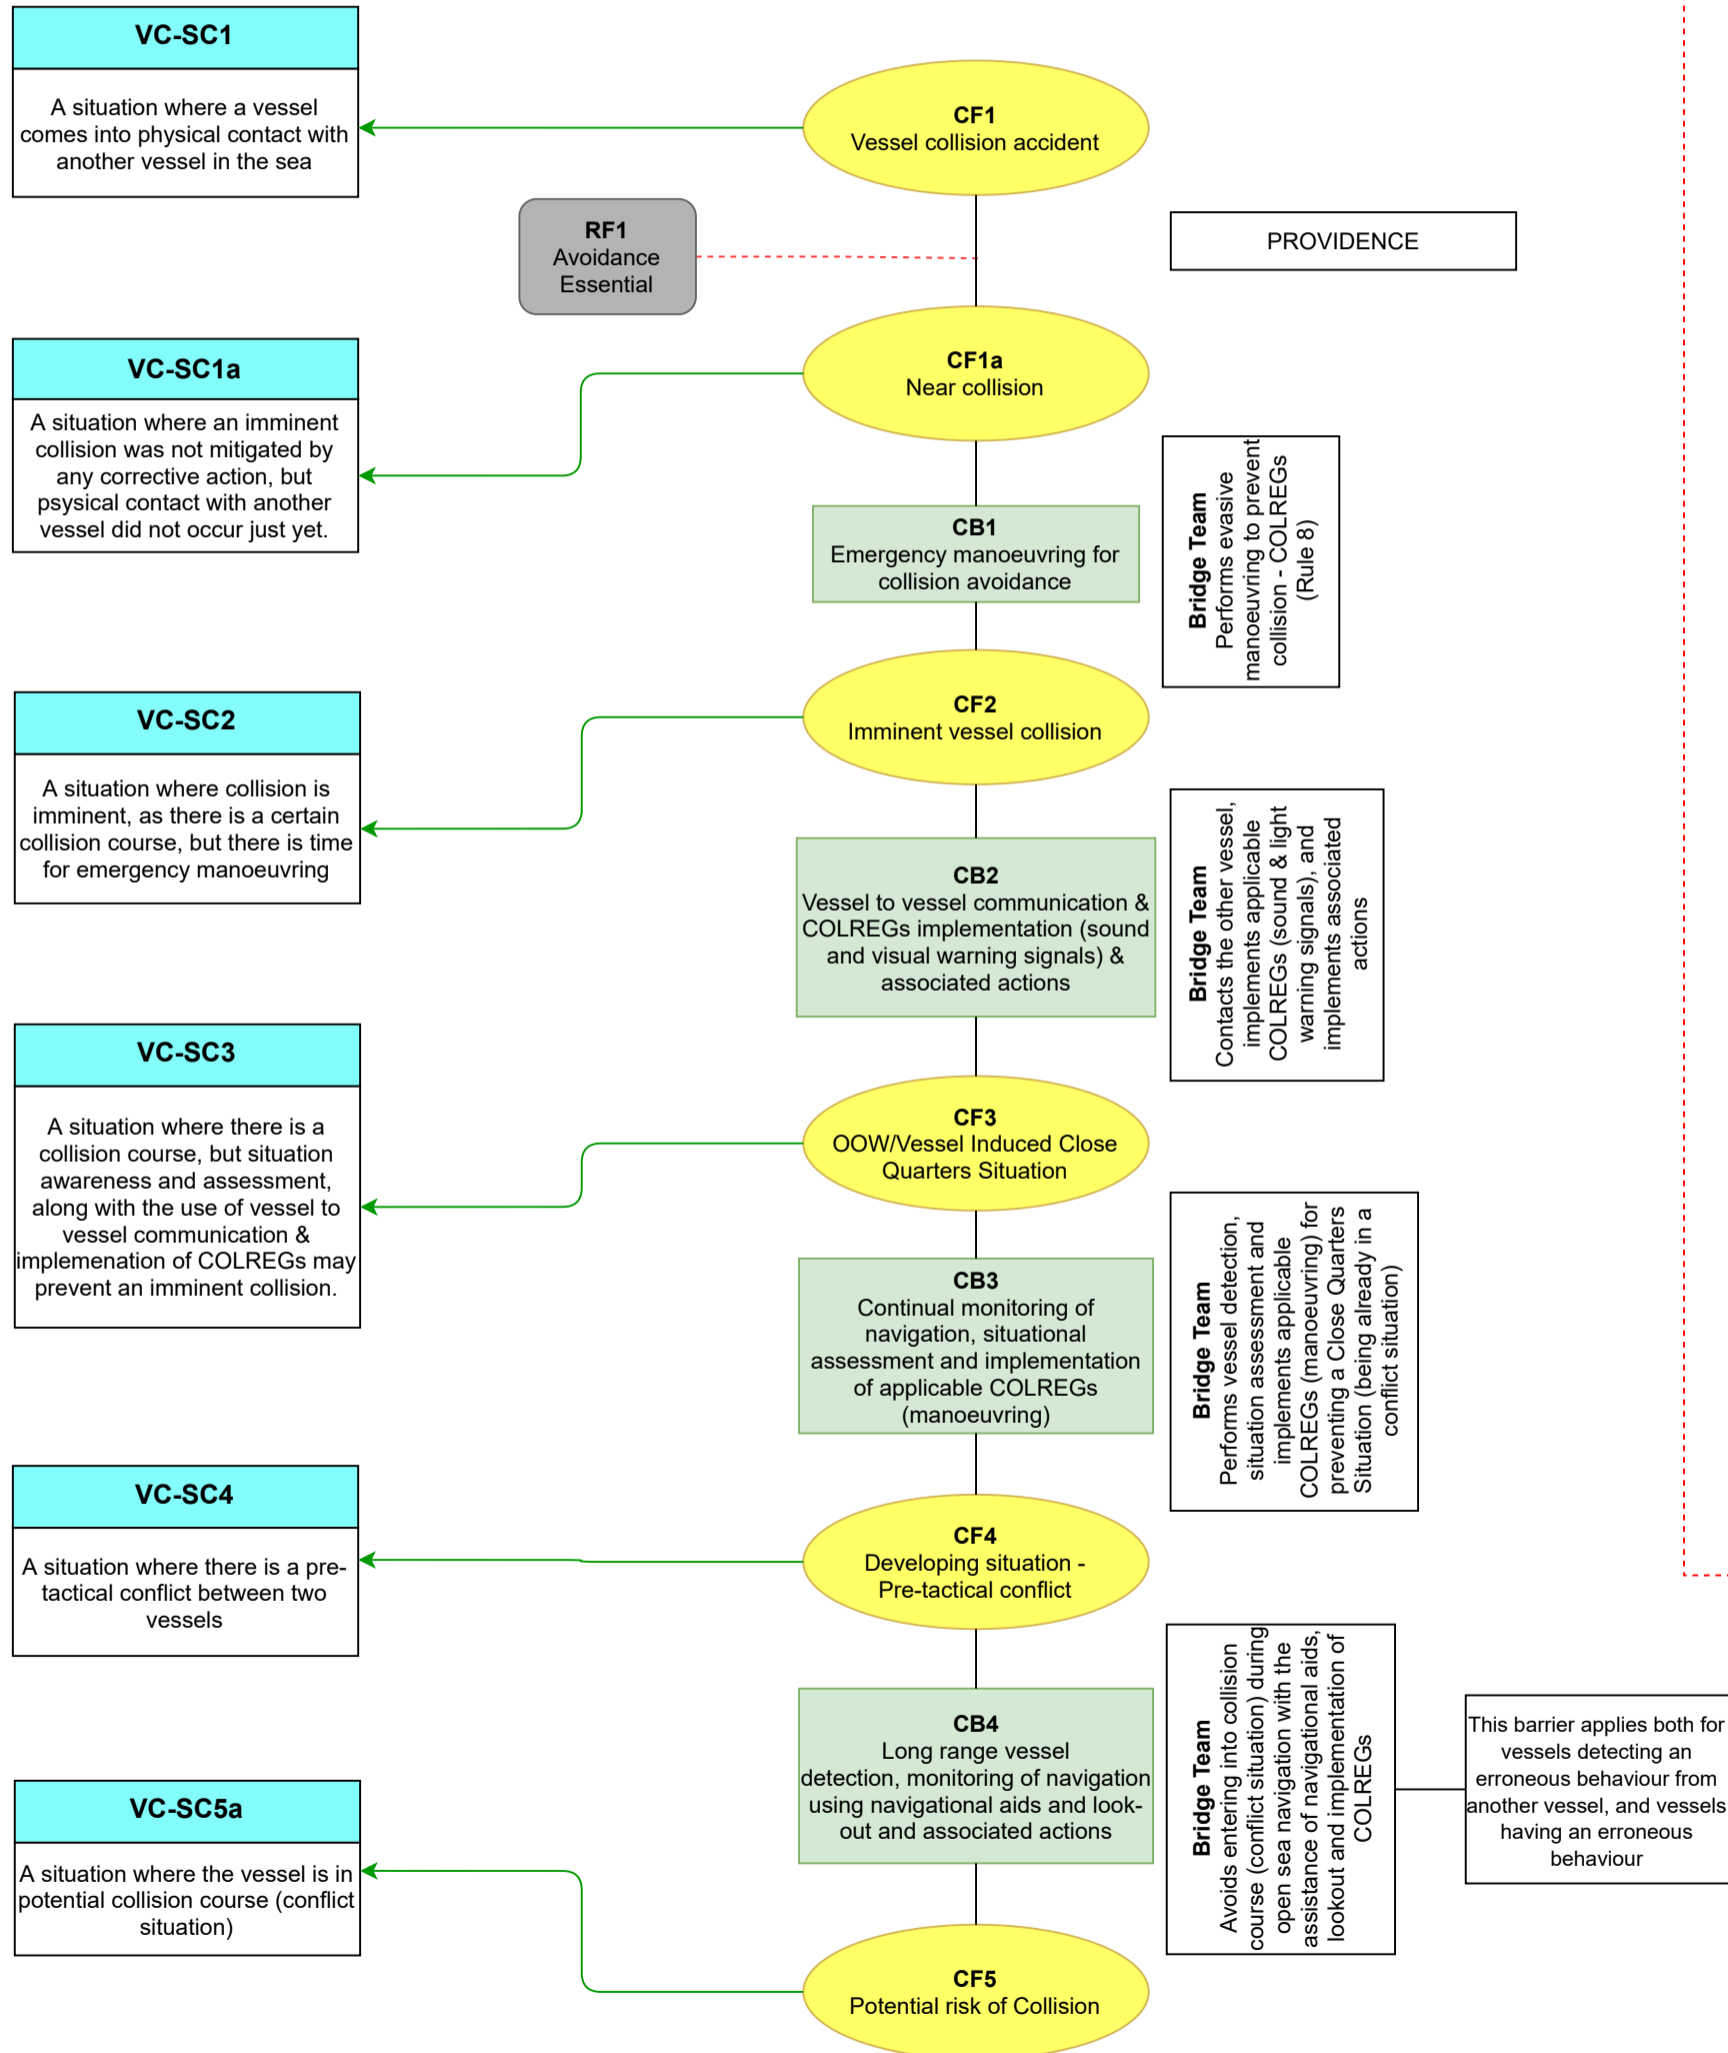 VC-SC1
A situation where a vessel
comes into physical contact with
another vessel in the sea
CF1
Vessel collision accident
RF1
Avoidance
Essential
PROVIDENCE
VC-SC1a
A situation where an imminent
collision was not mitigated by
any corrective action, but
psysical contact with another
vessel did not occur just yet.
CF1a
Near collision
CB1
Emergency manoeuvring for
collision avoidance
Bridge Team
Performs evasive
manoeuvring to prevent
collision - COLREGs
(Rule 8)
VC-SC2
A situation where collision is
imminent, as there is a certain
collision course, but there is time
for emergency manoeuvring
CF2
Imminent vessel collision
CB2
Vessel to vessel communication &
COLREGs implementation (sound
and visual warning signals) &
associated actions
Bridge Team
Contacts the other vessel,
implements applicable
COLREGs (sound & light
warning signals), and
implements associated
actions
VC-SC3
A situation where there is a
collision course, but situation
awareness and assessment,
along with the use of vessel to
vessel communication &
implemenation of COLREGs may
prevent an imminent collision.
CF3
OOW/Vessel Induced Close
Quarters Situation
CB3
Continual monitoring of
navigation, situational
assessment and implementation
of applicable COLREGs
(manoeuvring)
Bridge Team
Performs vessel detection,
situation assessment and
implements applicable
COLREGs (manoeuvring) for
preventing a Close Quarters
Situation (being already in a
conflict situation)
VC-SC4
A situation where there is a pre-
tactical conflict between two
vessels
CF4
Developing situation -
Pre-tactical conflict
CB4
Long range vessel
detection, monitoring of navigation
using navigational aids and look-
out and associated actions
Bridge Team
Avoids entering into collision
course (conflict situation) during
open sea navigation with the
assistance of navigational aids,
lookout and implementation of
COLREGs
This barrier applies both for
vessels detecting an
erroneous behaviour from
another vessel, and vessels
having an erroneous
behaviour
VC-SC5a
A situation where the vessel is in
potential collision course (conflict
situation)
CF5
Potential risk of Collision